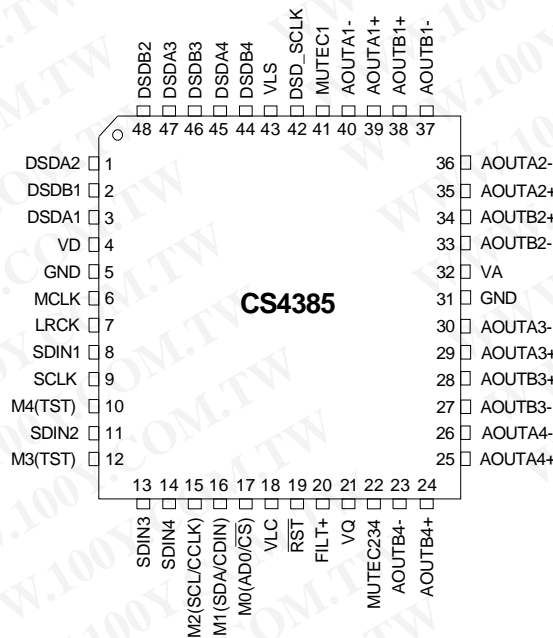 DSDB2
DSDA3
DSDB3
DSDA4
DSDB4
VLS
DSD_SCLK
MUTEC1
AOUTA1-
AOUTA1+
AOUTB1+
AOUTB1-
48 47 46 45 44 43 42 41 40 39 38 37
DSDA2 1
DSDB1 2
DSDA1 3
VD 4
GND 5
MCLK 6
LRCK 7
SDIN1 8
SCLK 9
M4(TST) 10
SDIN2 11
M3(TST) 12
CS4385
36 AOUTA2-
35 AOUTA2+
34 AOUTB2+
33 AOUTB2-
32 VA
31 GND
30 AOUTA3-
29 AOUTA3+
28 AOUTB3+
27 AOUTB3-
26 AOUTA4-
25 AOUTA4+
13 14 15 16 17 18 19 20 21 22 23 24
SDIN3
SDIN4
M2(SCL/CCLK)
M1(SDA/CDIN)
M0(AD0/CS)
VLC
RST
FILT+
VQ
MUTEC234
AOUTB4-
AOUTB4+
WWW.100Y.COM.TW